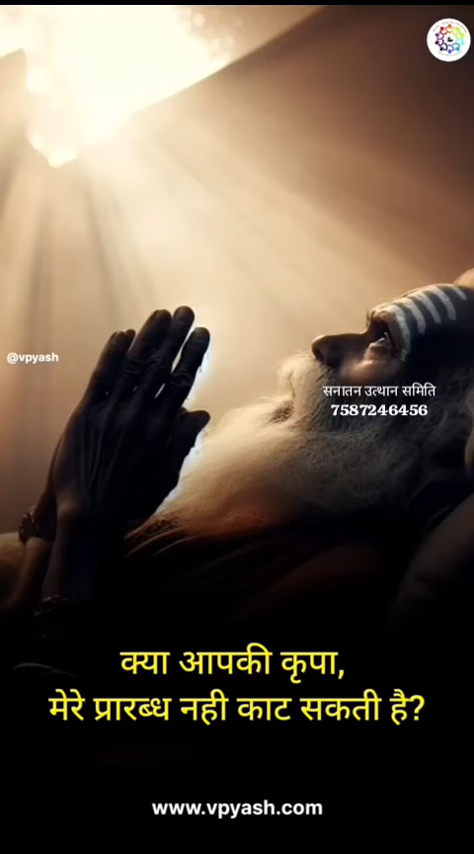 @vpyash
सनातन उत्थान समिति
7587246456
क्या आपकी कृपा,
मेरे प्रारब्ध नही काट सकती है?
www.vpyash.com